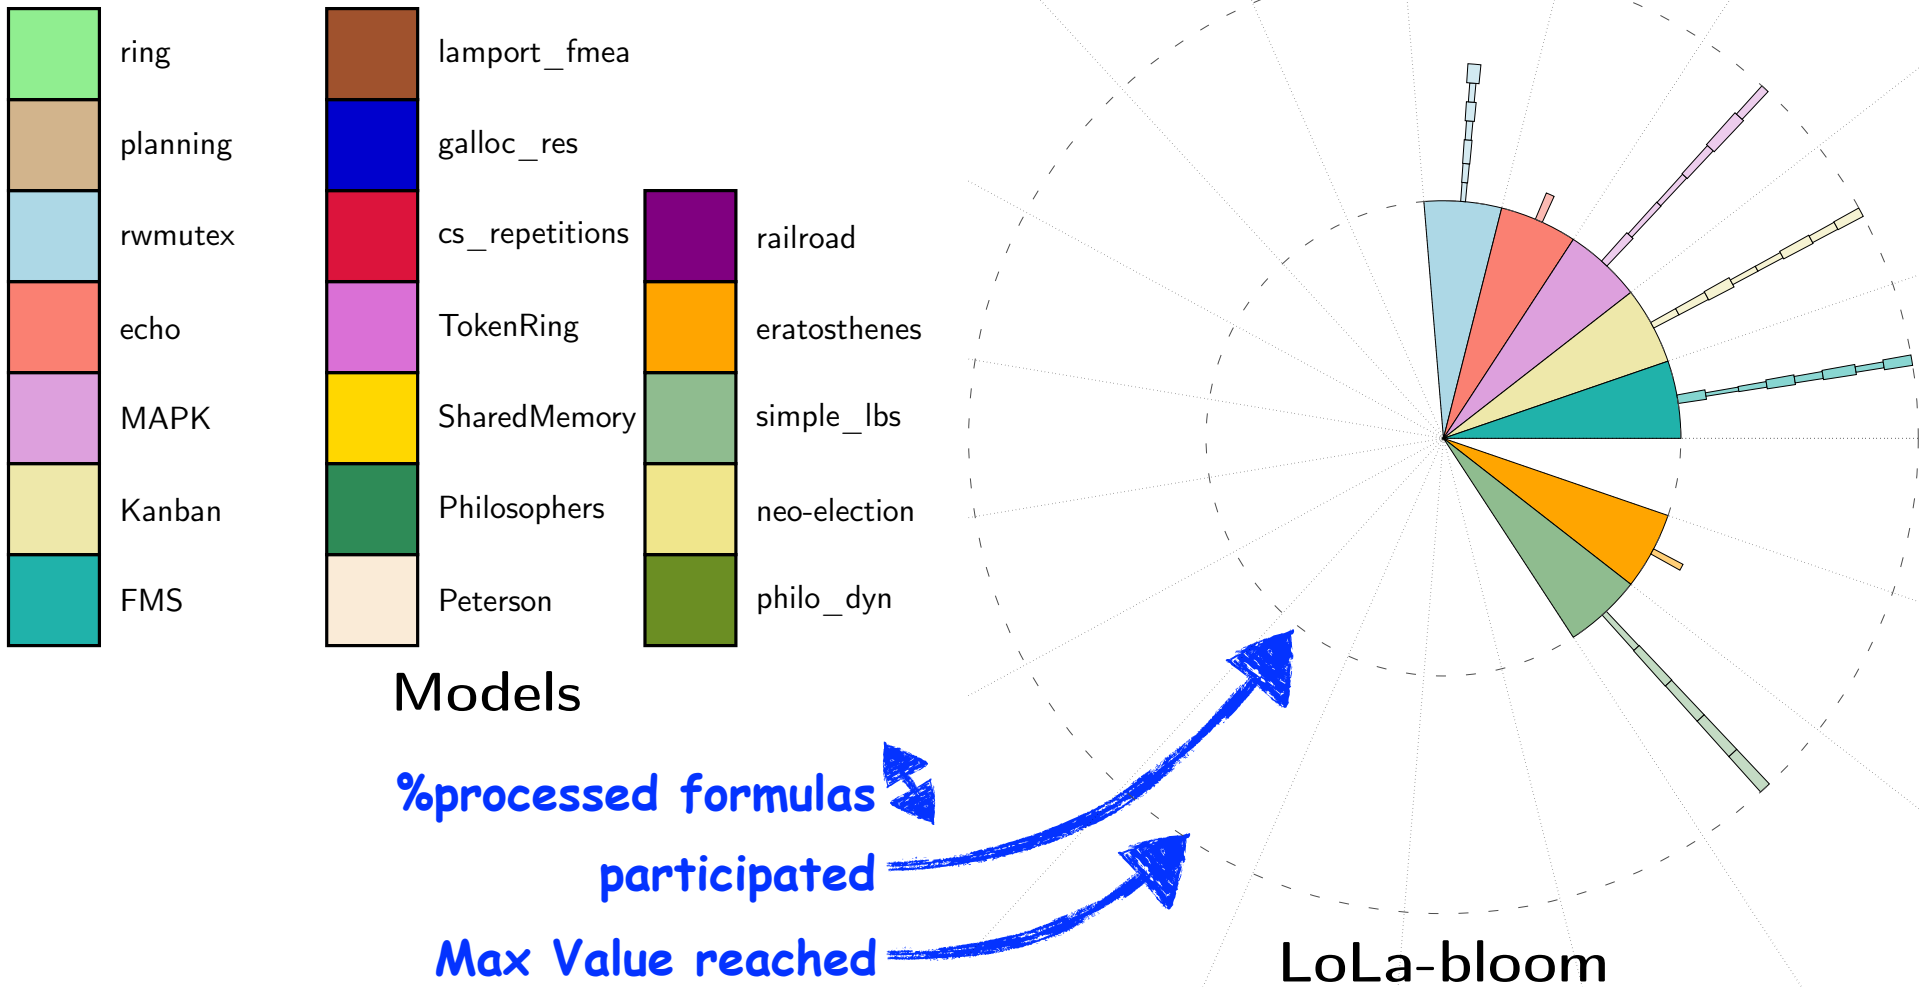 ring
planning
rwmutex
echo
MAPK
Kanban
FMS
lamport_fmea
galloc_res
cs_repetitions
TokenRing
SharedMemory
Philosophers
Peterson
railroad
eratosthenes
simple_lbs
neo-election
philo_dyn
Models
%processed formulas
participated
Max Value reached
LoLa-bloom